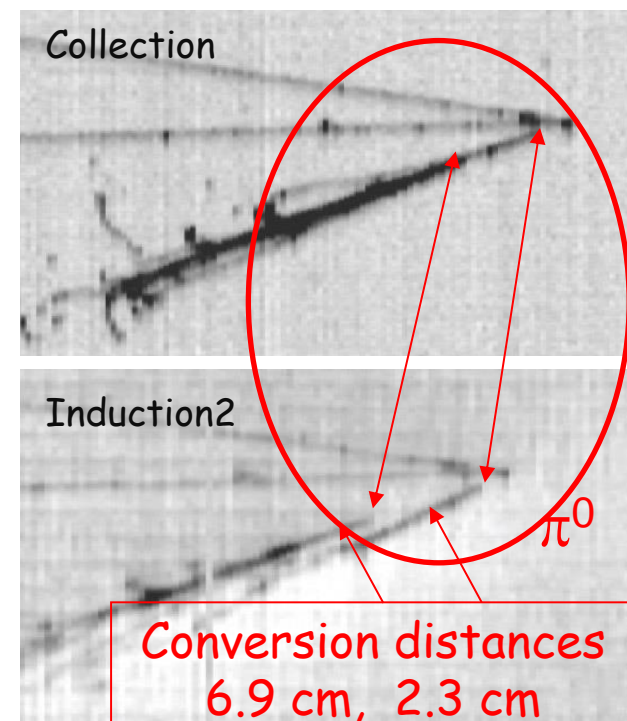 Collection
Induction2
π⁰
Conversion distances
6.9 cm, 2.3 cm